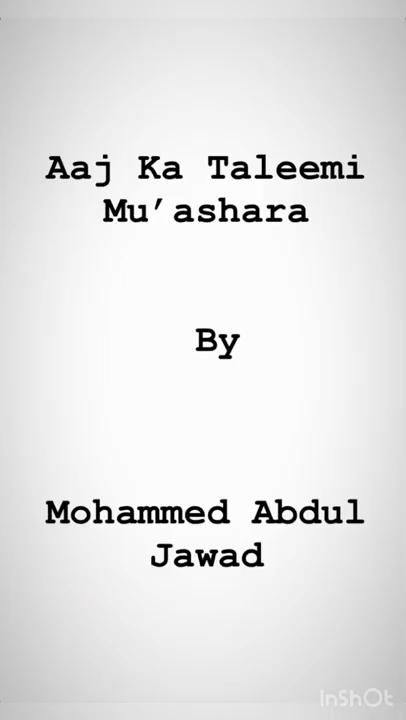 Aaj Ka Taleemi
Mu’ashara
By
Mohammed Abdul
Jawad
InShOt